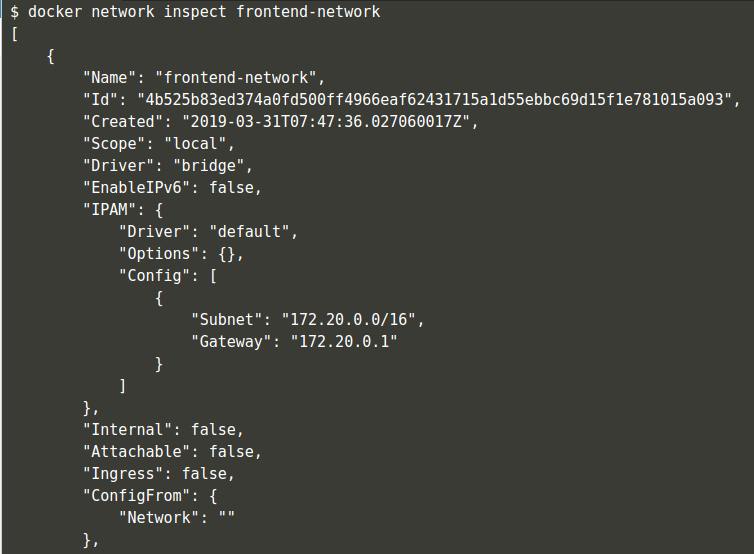 $ docker network inspect frontend-network
[
    {
        "Name": "frontend-network",
        "Id": "4b525b83ed374a0fd500ff4966eaf62431715a1d55ebbc69d15f1e781015a093",
        "Created": "2019-03-31T07:47:36.027060017Z",
        "Scope": "local",
        "Driver": "bridge",
        "EnableIPv6": false,
        "IPAM": {
            "Driver": "default",
            "Options": {},
            "Config": [
                {
                    "Subnet": "172.20.0.0/16",
                    "Gateway": "172.20.0.1"
                }
            ]
        },
        "Internal": false,
        "Attachable": false,
        "Ingress": false,
        "ConfigFrom": {
            "Network": ""
        },